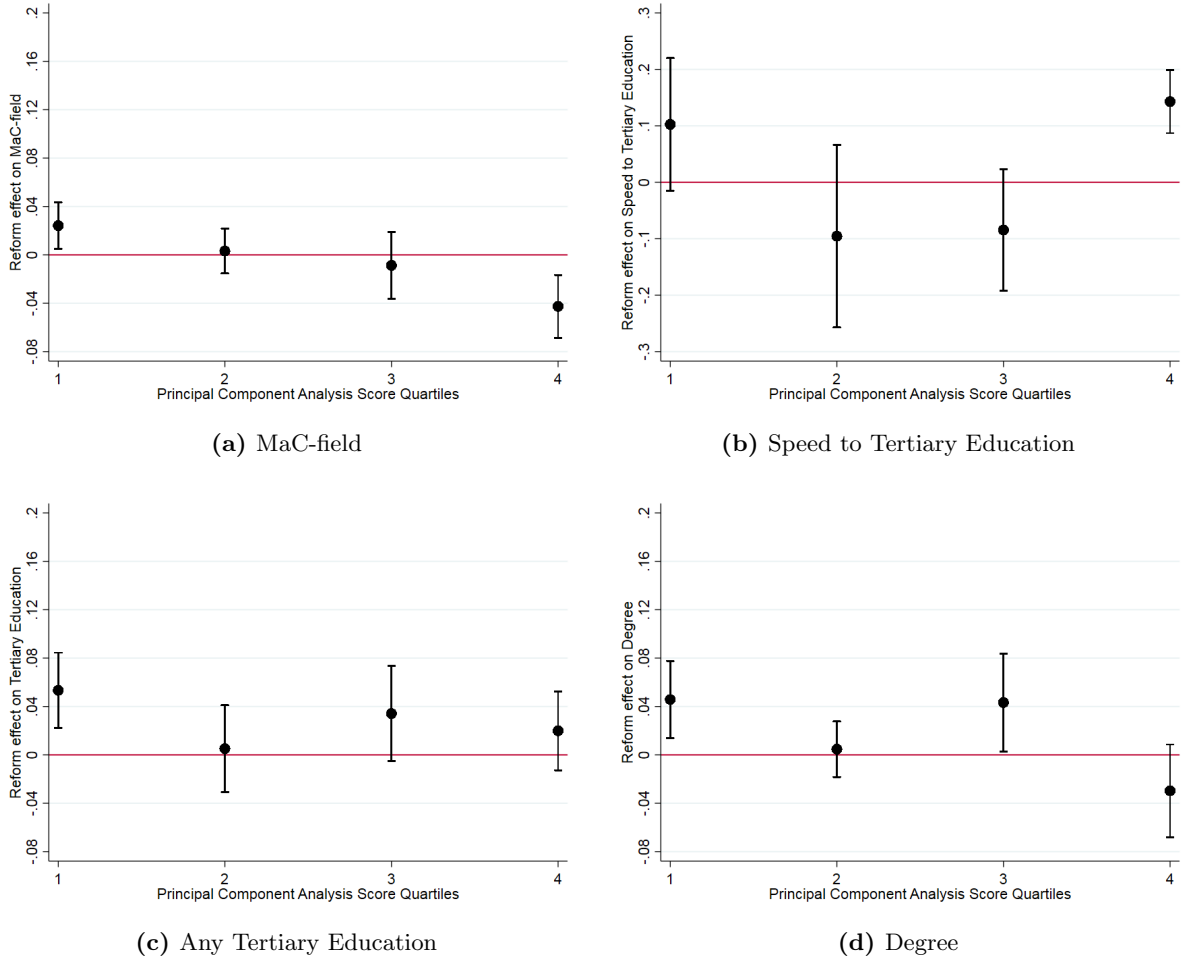 Reform effect on MaC-field
.2
.16
.12
.08
.04
0
-.04
-.08
1 2 3 4
Principal Component Analysis Score Quartiles
(a) MaC-field
Reform effect on Speed to Tertiary Education
.3
.2
.1
0
-.1
-.2
-.3
1 2 3 4
Principal Component Analysis Score Quartiles
(b) Speed to Tertiary Education
Reform effect on Tertiary Education
.2
.16
.12
.08
.04
0
-.04
-.08
1 2 3 4
Principal Component Analysis Score Quartiles
(c) Any Tertiary Education
Reform effect on Degree
.2
.16
.12
.08
.04
0
-.04
-.08
1 2 3 4
Principal Component Analysis Score Quartiles
(d) Degree